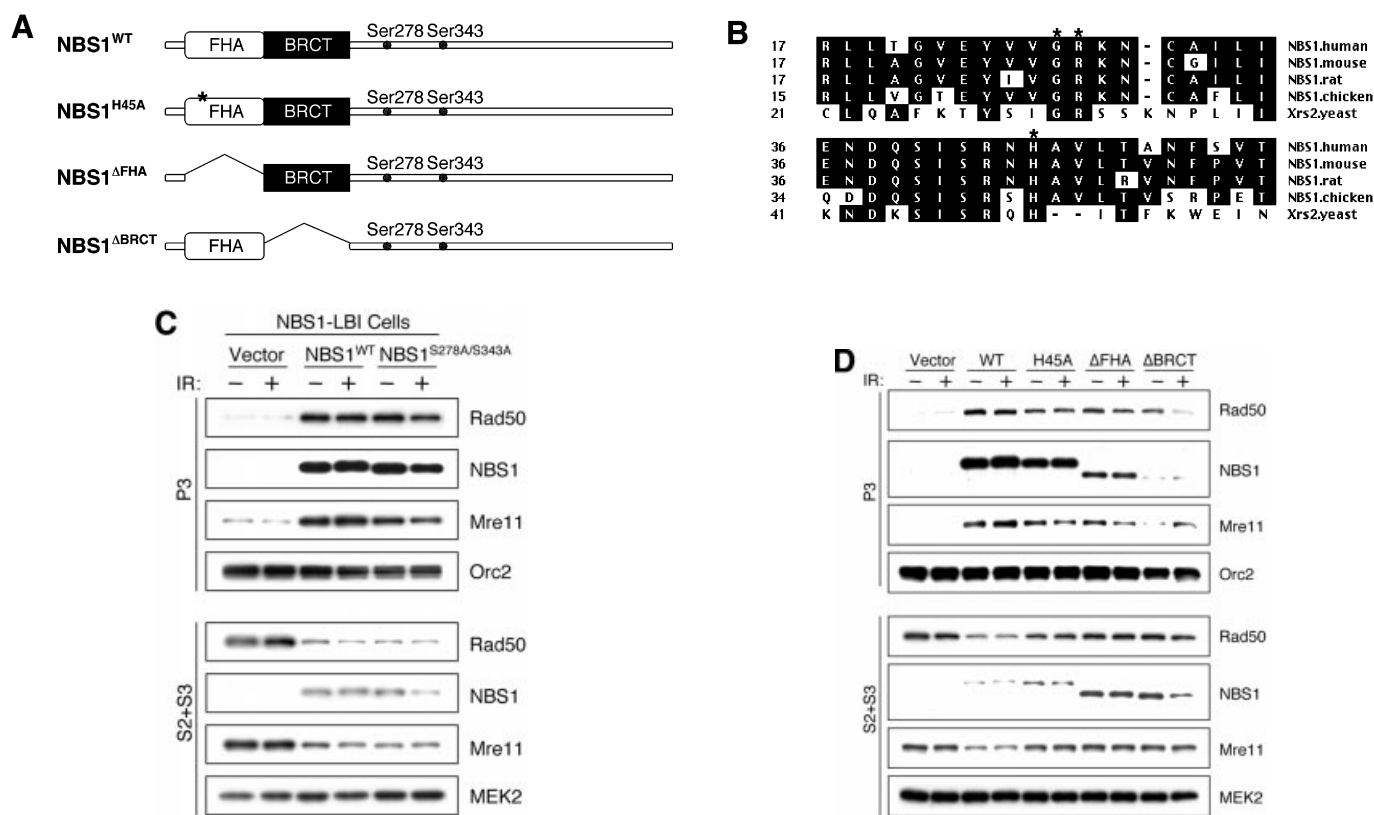 A
NBS1WT FHA BRCT Ser278 Ser343
NBS1H45A * FHA BRCT Ser278 Ser343
NBS1ΔFHA BRCT Ser278 Ser343
NBS1ΔBRCT FHA Ser278 Ser343
B
* *
17 R L L T G V E Y V V G R K N - C A I L I NBS1.human
17 R L L A G V E Y V V G R K N - C G I L I NBS1.mouse
17 R L L A G V E Y I V G R K N - C A I L I NBS1.rat
15 R L L V G T E Y V V G R K N - C A F L I NBS1.chicken
21 C L Q A F K T Y S I G R S S K N P L I I Xrs2.yeast
*
36 E N D Q S I S R N H A V L T A N F S V T NBS1.human
36 E N D Q S I S R N H A V L T V N F P V T NBS1.mouse
36 E N D Q S I S R N H A V L R V N F P V T NBS1.rat
34 Q D D Q S I S R S H A V L T V S R P E T NBS1.chicken
41 K N D K S I S R Q H - - I T F K W E I N Xrs2.yeast
C
NBS1-LBI Cells
Vector NBS1WT NBS1S278A/S343A
IR: − + − + − +
P3
Rad50
NBS1
Mre11
Orc2
S2+S3
Rad50
NBS1
Mre11
MEK2
D
Vector WT H45A ΔFHA ΔBRCT
IR: − + − + − + − + − +
P3
Rad50
NBS1
Mre11
Orc2
S2+S3
Rad50
NBS1
Mre11
MEK2